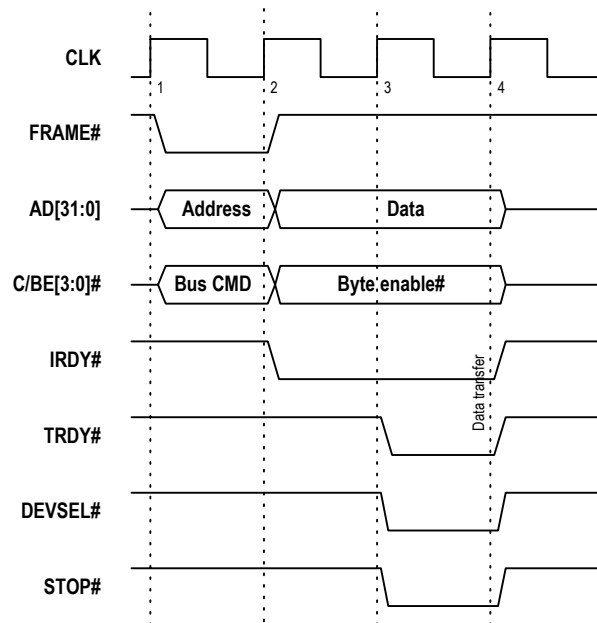 CLK
1 2 3 4
FRAME#
AD[31:0] Address Data
C/BE[3:0]# Bus CMD Byte enable#
IRDY#
Data transfer
TRDY#
DEVSEL#
STOP#